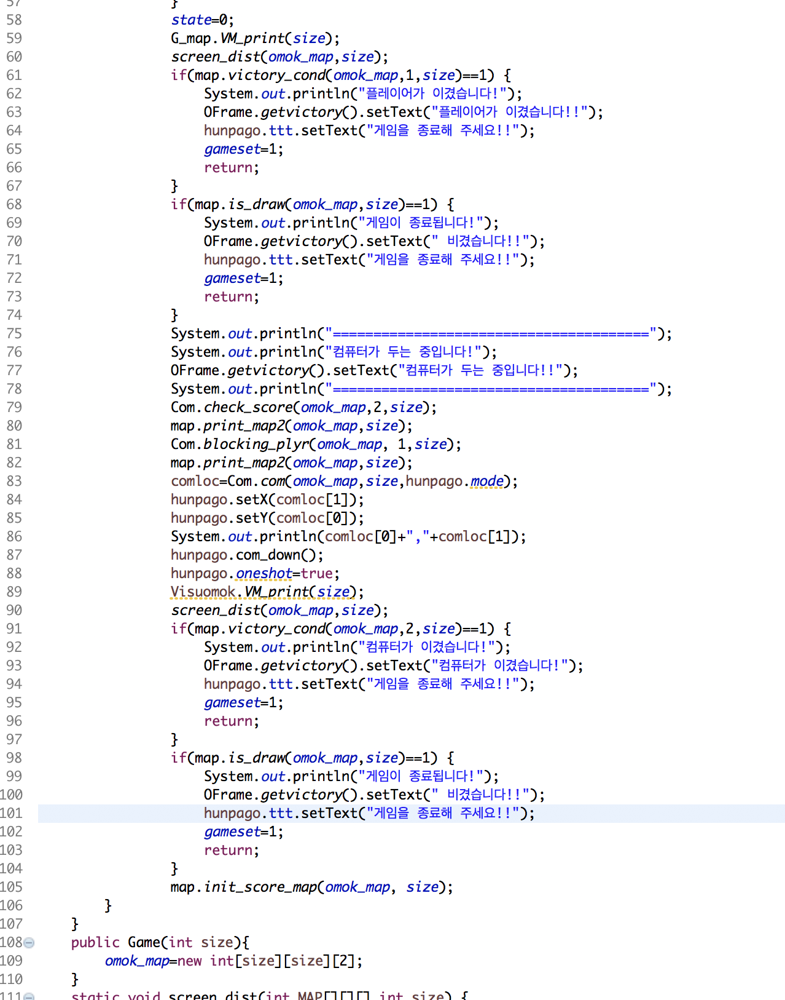 57 }
58 state=0;
59 G_map.VM_print(size);
60 screen_dist(omok_map,size);
61 if(map.victory_cond(omok_map,1,size)==1) {
62 System.out.println("플레이어가 이겼습니다!");
63 OFrame.getvictory().setText("플레이어가 이겼습니다!!");
64 hunpago.ttt.setText("게임을 종료해 주세요!!");
65 gameset=1;
66 return;
67 }
68 if(map.is_draw(omok_map,size)==1) {
69 System.out.println("게임이 종료됩니다!");
70 OFrame.getvictory().setText(" 비겼습니다!!");
71 hunpago.ttt.setText("게임을 종료해 주세요!!");
72 gameset=1;
73 return;
74 }
75 System.out.println("=======================================");
76 System.out.println("컴퓨터가 두는 중입니다!");
77 OFrame.getvictory().setText("컴퓨터가 두는 중입니다!!");
78 System.out.println("=======================================");
79 Com.check_score(omok_map,2,size);
80 map.print_map2(omok_map,size);
81 Com.blocking_plyr(omok_map, 1,size);
82 map.print_map2(omok_map,size);
83 comloc=Com.com(omok_map,size,hunpago.mode);
84 hunpago.setX(comloc[1]);
85 hunpago.setY(comloc[0]);
86 System.out.println(comloc[0]+","+comloc[1]);
87 hunpago.com_down();
88 hunpago.oneshot=true;
89 Visuomok.VM_print(size);
90 screen_dist(omok_map,size);
91 if(map.victory_cond(omok_map,2,size)==1) {
92 System.out.println("컴퓨터가 이겼습니다!");
93 OFrame.getvictory().setText("컴퓨터가 이겼습니다!");
94 hunpago.ttt.setText("게임을 종료해 주세요!!");
95 gameset=1;
96 return;
97 }
98 if(map.is_draw(omok_map,size)==1) {
99 System.out.println("게임이 종료됩니다!");
100 OFrame.getvictory().setText(" 비겼습니다!!");
101 hunpago.ttt.setText("게임을 종료해 주세요!!");
102 gameset=1;
103 return;
104 }
105 map.init_score_map(omok_map, size);
106 }
107 }
108 public Game(int size){
109 omok_map=new int[size][size][2];
110 }
111 static void screen_dist(int MAP[][][],int size) {